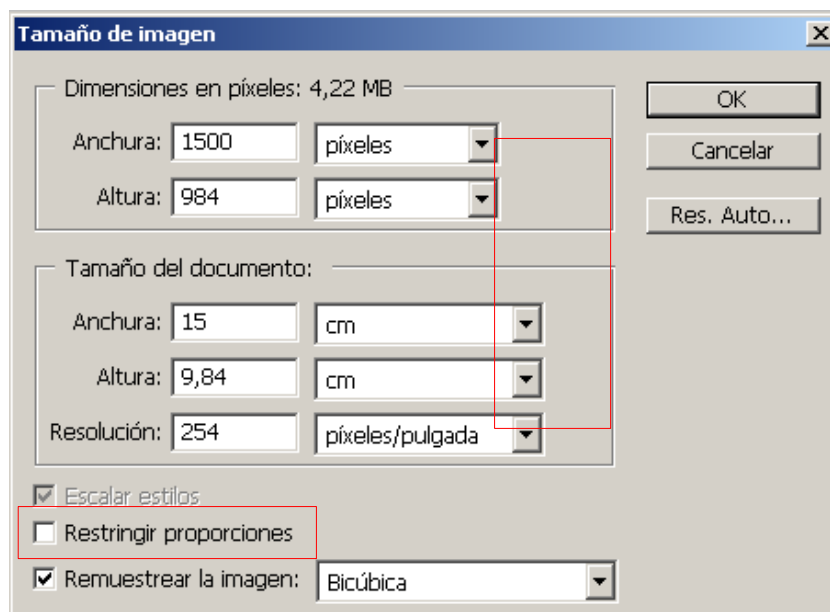 Tamaño de imagen
Dimensiones en píxeles: 4,22 MB
Anchura: 1500 píxeles
Altura: 984 píxeles
OK
Cancelar
Res. Auto...
Tamaño del documento:
Anchura: 15 cm
Altura: 9,84 cm
Resolución: 254 píxeles/pulgada
Escalar estilos
Restringir proporciones
Remuestrear la imagen: Bicúbica